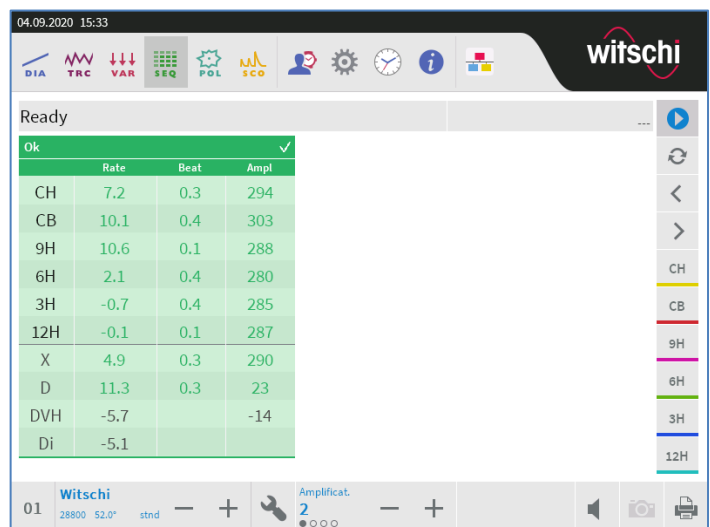 04.09.2020 15:33
DIA TRC VAR SEQ POL SCO i witschi
Ready ---
Ok
Rate Beat Ampl
CH 7.2 0.3 294
CB 10.1 0.4 303
9H 10.6 0.1 288
6H 2.1 0.4 280
3H -0.7 0.4 285
12H -0.1 0.1 287
X 4.9 0.3 290
D 11.3 0.3 23
DVH -5.7 -14
Di -5.1
CH
CB
9H
6H
3H
12H
01 Witschi
28800 52.0° stnd
Amplificat.
2